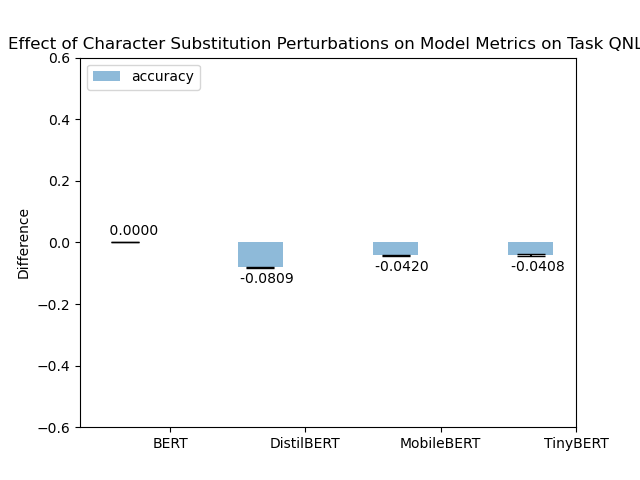 Effect of Character Substitution Perturbations on Model Metrics on Task QNL
0.6
accuracy
0.4
0.2
0.0000
0.0
-0.0809
-0.0420
-0.0408
Difference
−0.2
−0.4
−0.6
BERT
DistilBERT
MobileBERT
TinyBERT